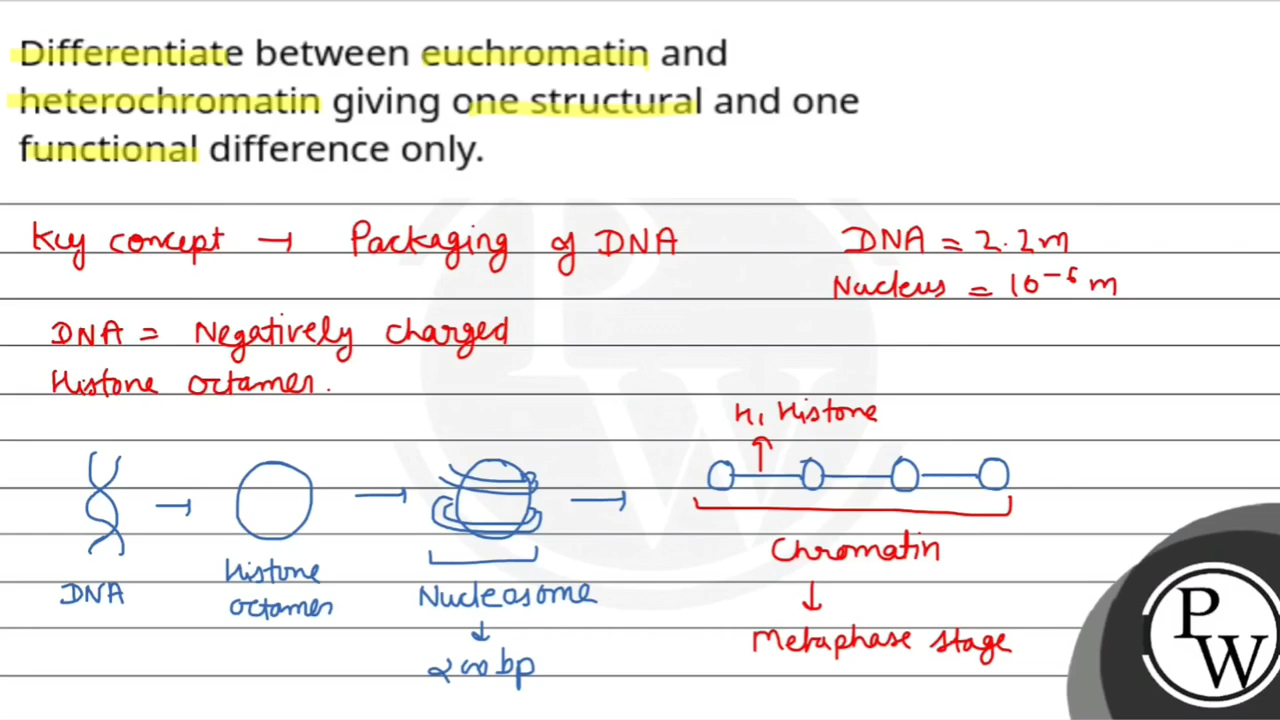 Differentiate between euchromatin and
heterochromatin giving one structural and one
functional difference only.
Key concept → Packaging of DNA
DNA = 2.2m
Nucleus = 10⁻⁶ m
DNA = Negatively charged
Histone octamer.
H1 Histone
DNA
Histone
octamer
Nucleosome
↓
200 bp
Chromatin
↓
Metaphase stage
P
W